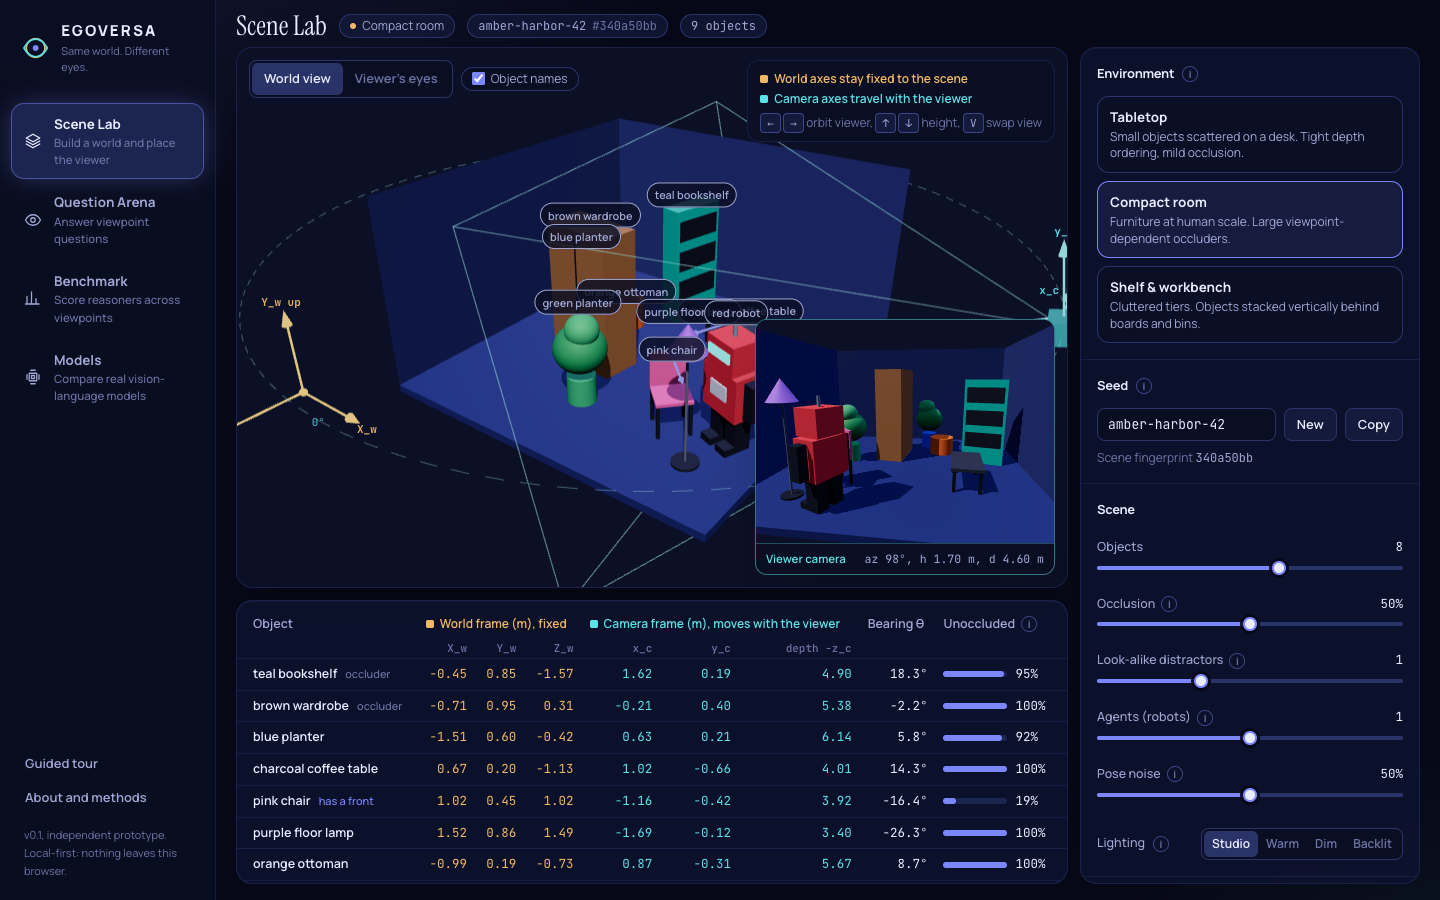 EGOVERSA
Same world. Different
eyes.
Scene Lab
Build a world and place
the viewer
Question Arena
Answer viewpoint
questions
Benchmark
Score reasoners across
viewpoints
Models
Compare real vision-
language models
Guided tour
About and methods
v0.1, independent prototype.
Local-first: nothing leaves this
browser.
Scene Lab
Compact room
amber-harbor-42 #340a50bb
9 objects
World view
Viewer's eyes
Object names
World axes stay fixed to the scene
Camera axes travel with the viewer
← → orbit viewer, ↑ ↓ height, V swap view
teal bookshelf
brown wardrobe
blue planter
orange ottoman
green planter
purple floor
red robot
table
pink chair
Y_w up
X_w
0°
y_
x_c
Viewer camera az 98°, h 1.70 m, d 4.60 m
Object World frame (m), fixed Camera frame (m), moves with the viewer Bearing θ Unoccluded
X_w Y_w Z_w x_c y_c depth -z_c
teal bookshelf occluder -0.45 0.85 -1.57 1.62 0.19 4.90 18.3° 95%
brown wardrobe occluder -0.71 0.95 0.31 -0.21 0.40 5.38 -2.2° 100%
blue planter -1.51 0.60 -0.42 0.63 0.21 6.14 5.8° 92%
charcoal coffee table 0.67 0.20 -1.13 1.02 -0.66 4.01 14.3° 100%
pink chair has a front 1.02 0.45 1.02 -1.16 -0.42 3.92 -16.4° 19%
purple floor lamp 1.52 0.86 1.49 -1.69 -0.12 3.40 -26.3° 100%
orange ottoman -0.99 0.19 -0.73 0.87 -0.31 5.67 8.7° 100%
Environment
Tabletop
Small objects scattered on a desk. Tight depth
ordering, mild occlusion.
Compact room
Furniture at human scale. Large viewpoint-
dependent occluders.
Shelf & workbench
Cluttered tiers. Objects stacked vertically behind
boards and bins.
Seed
amber-harbor-42
New
Copy
Scene fingerprint 340a50bb
Scene
Objects 8
Occlusion 50%
Look-alike distractors 1
Agents (robots) 1
Pose noise 50%
Lighting Studio Warm Dim Backlit